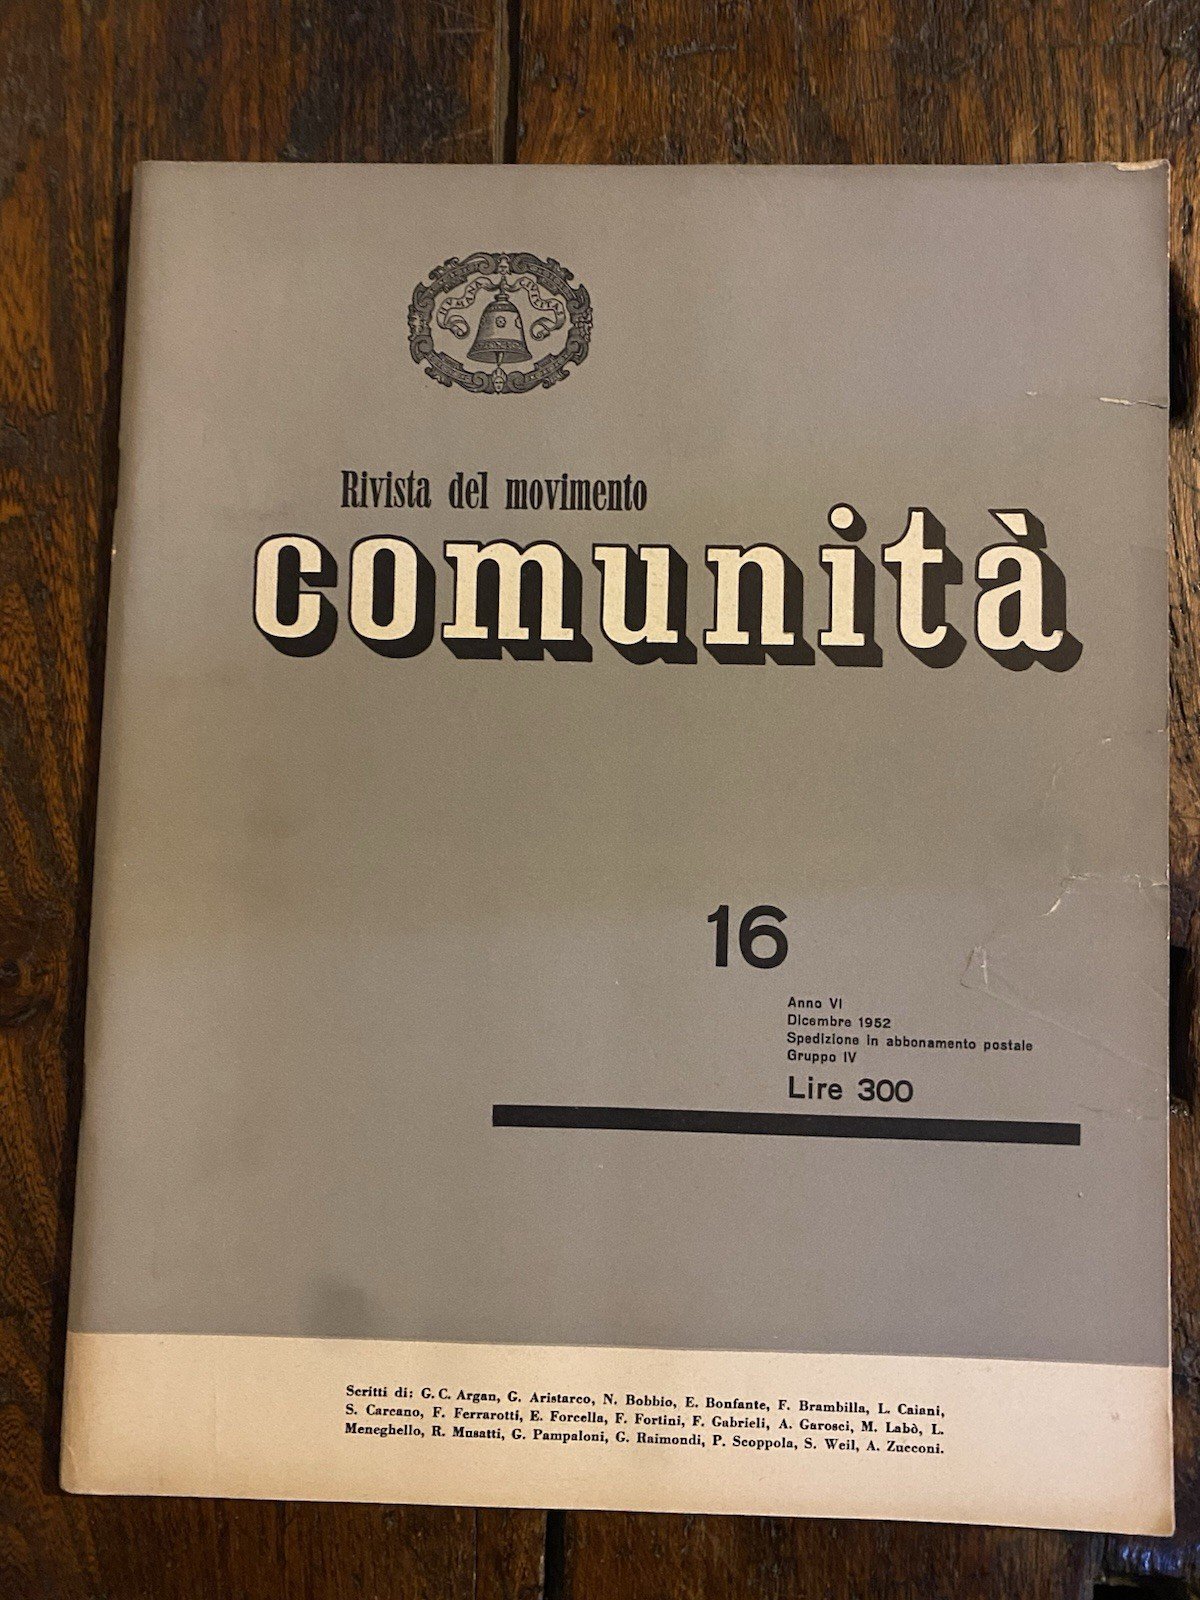 HVMANA CIVILITAS
Rivista del movimento
comunità
16
Anno VI
Dicembre 1952
Spedizione in abbonamento postale
Gruppo IV
Lire 300
Scritti di: G. C. Argan, G. Aristarco, N. Bobbio, E. Bonfante, F. Brambilla, L. Caiani,
S. Carcano, F. Ferrarotti, E. Forcella, F. Fortini, F. Gabrieli, A. Garosci, M. Labò, L.
Meneghello, R. Musatti, G. Pampaloni, G. Raimondi, P. Scoppola, S. Weil, A. Zucconi.